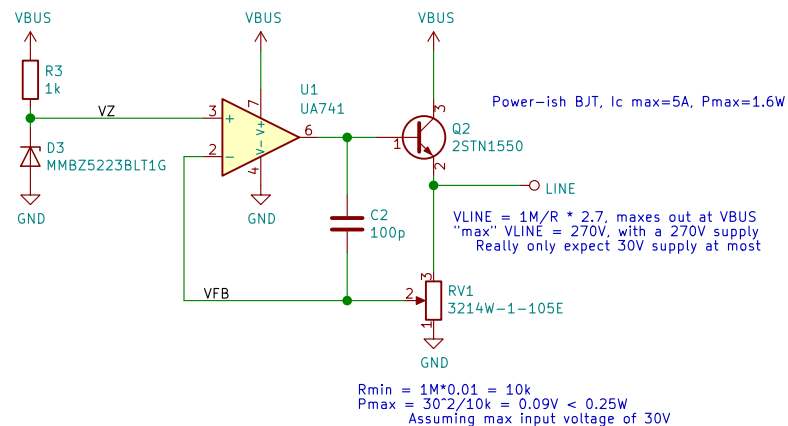 VBUS
VBUS
VBUS
R3
1k
U1
UA741
Power-ish BJT, Ic max=5A, Pmax=1.6W
VZ
3
7
V+
+
6
3
Q2
2STN1550
1
D3
MMBZ5223BLT1G
2
-
V-
4
2
LINE
GND
GND
C2
100p
VLINE = 1M/R * 2.7, maxes out at VBUS
"max" VLINE = 270V, with a 270V supply
Really only expect 30V supply at most
3
VFB
2
RV1
3214W-1-105E
1
GND
Rmin = 1M*0.01 = 10k
Pmax = 30^2/10k = 0.09V < 0.25W
Assuming max input voltage of 30V